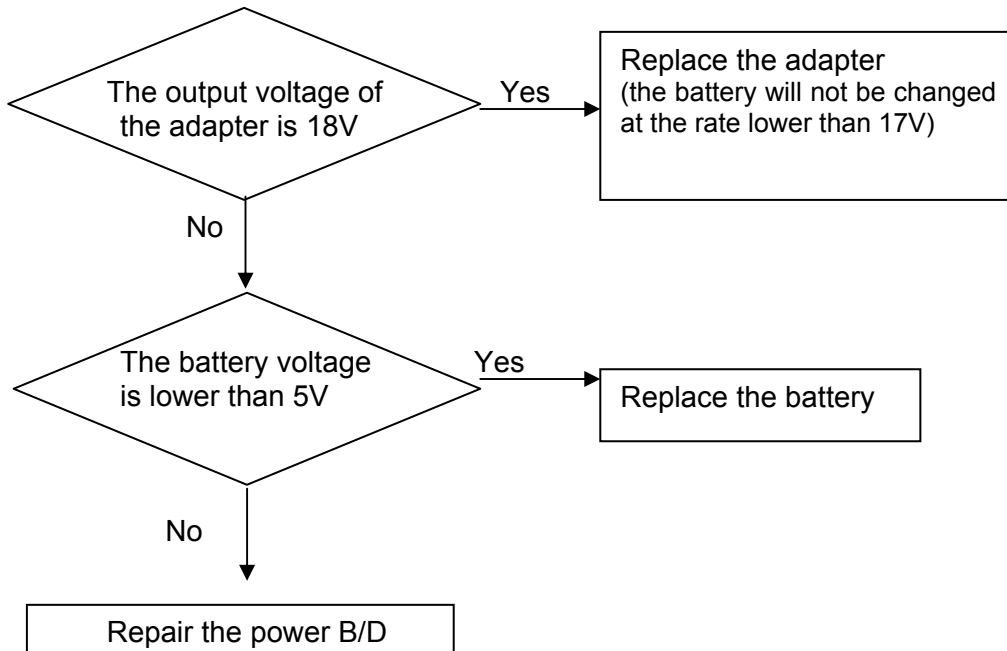 The output voltage of
the adapter is 18V
Yes
Replace the adapter
(the battery will not be changed
at the rate lower than 17V)
No
The battery voltage
is lower than 5V
Yes
Replace the battery
No
Repair the power B/D